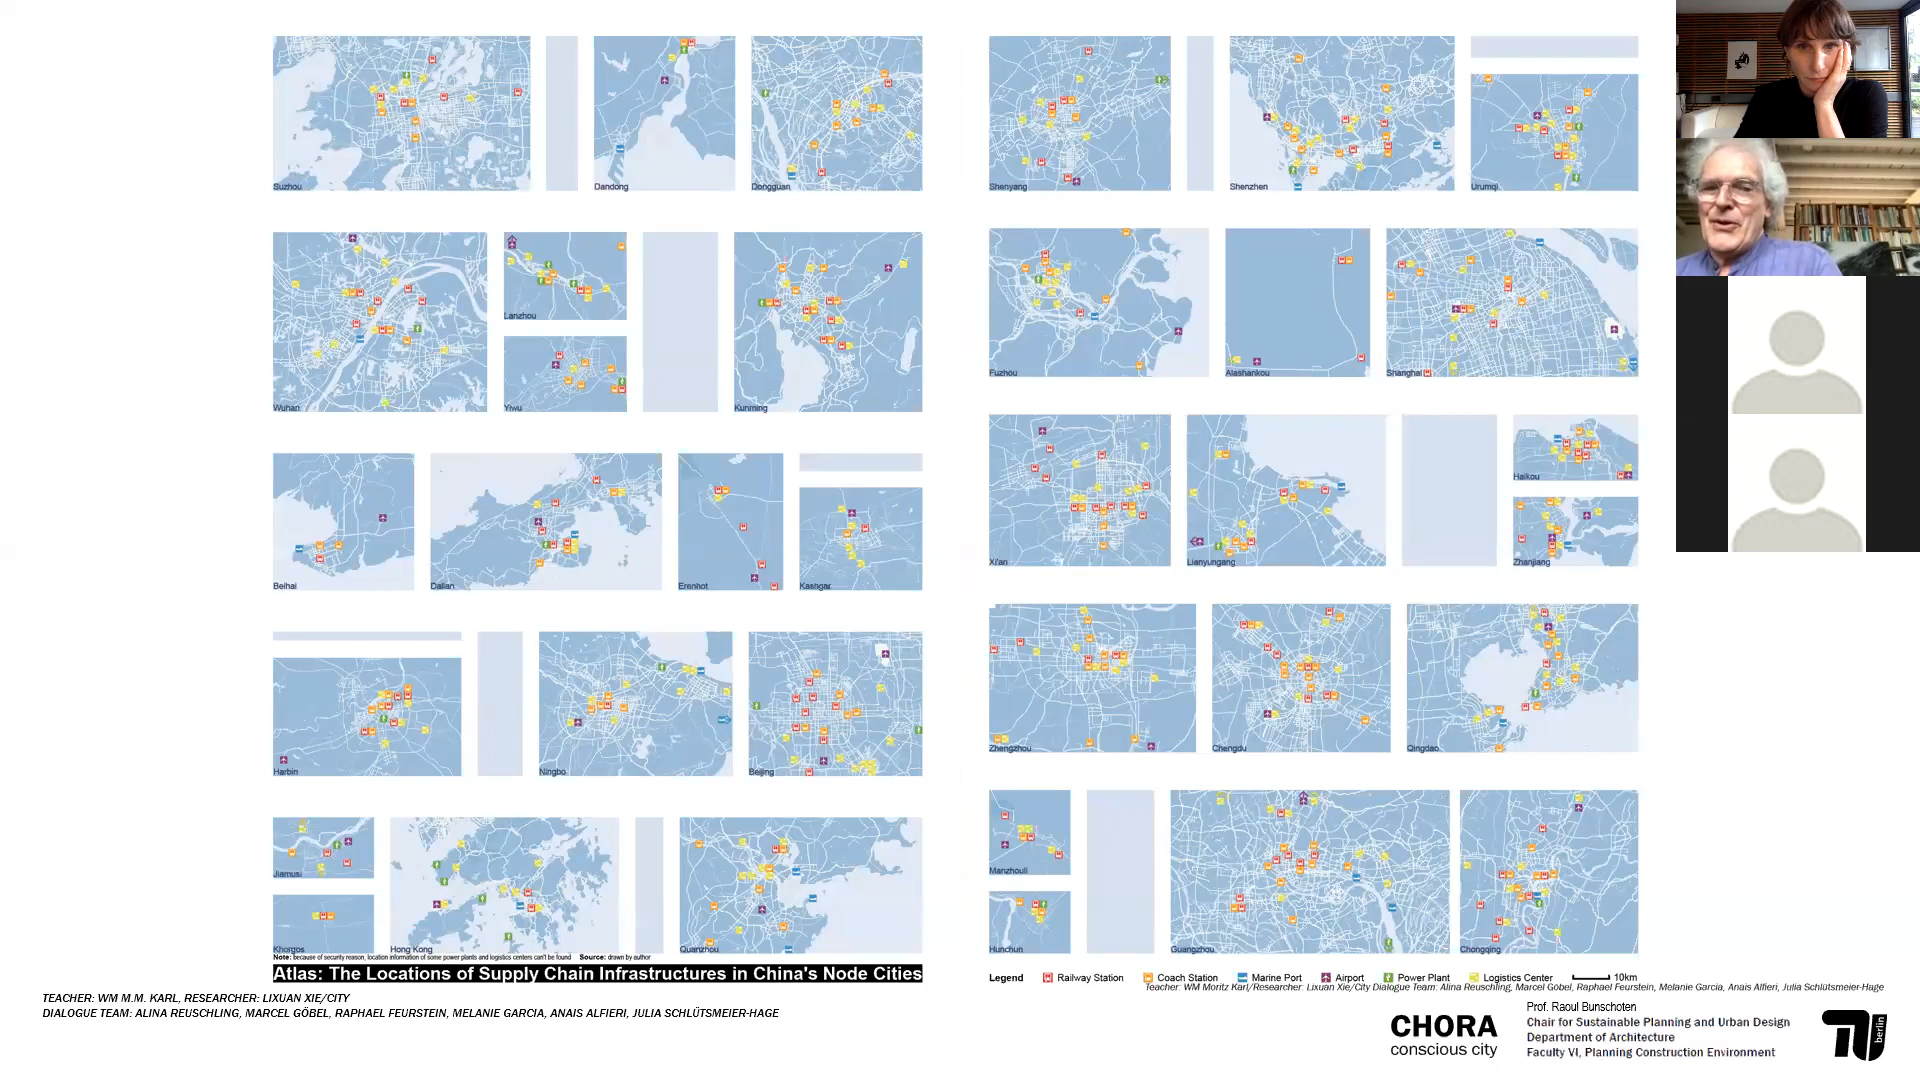 Suzhou
Dandong
Dongguan
Shenyang
Shenzhen
Urumqi
Wuhan
Lanzhou
Yiwu
Kunming
Fuzhou
Alashankou
Shanghai
Beihai
Dalian
Erenhot
Kashgar
Xi'an
Lianyungang
Haikou
Zhanjiang
Harbin
Ningbo
Beijing
Zhengzhou
Chengdu
Qingdao
Jiamusi
Khorgos
Hong Kong
Quanzhou
Manzhouli
Hunchun
Guangzhou
Chongqing
Note: because of security reason, location information of some power plants and logistics centers can't be found Source: drawn by author
Atlas: The Locations of Supply Chain Infrastructures in China's Node Cities
Legend Railway Station Coach Station Marine Port Airport Power Plant Logistics Center 10km
Teacher: WM Moritz Karl/Researcher: Lixuan Xie/City Dialogue Team: Alina Reuschling, Marcel Göbel, Raphael Feurstein, Melanie Garcia, Anais Alfieri, Julia Schlütsmeier-Hage
TEACHER: WM M.M. KARL, RESEARCHER: LIXUAN XIE/CITY
DIALOGUE TEAM: ALINA REUSCHLING, MARCEL GÖBEL, RAPHAEL FEURSTEIN, MELANIE GARCIA, ANAIS ALFIERI, JULIA SCHLÜTSMEIER-HAGE
CHORA
conscious city
Prof. Raoul Bunschoten
Chair for Sustainable Planning and Urban Design
Department of Architecture
Faculty VI, Planning Construction Environment
berlin